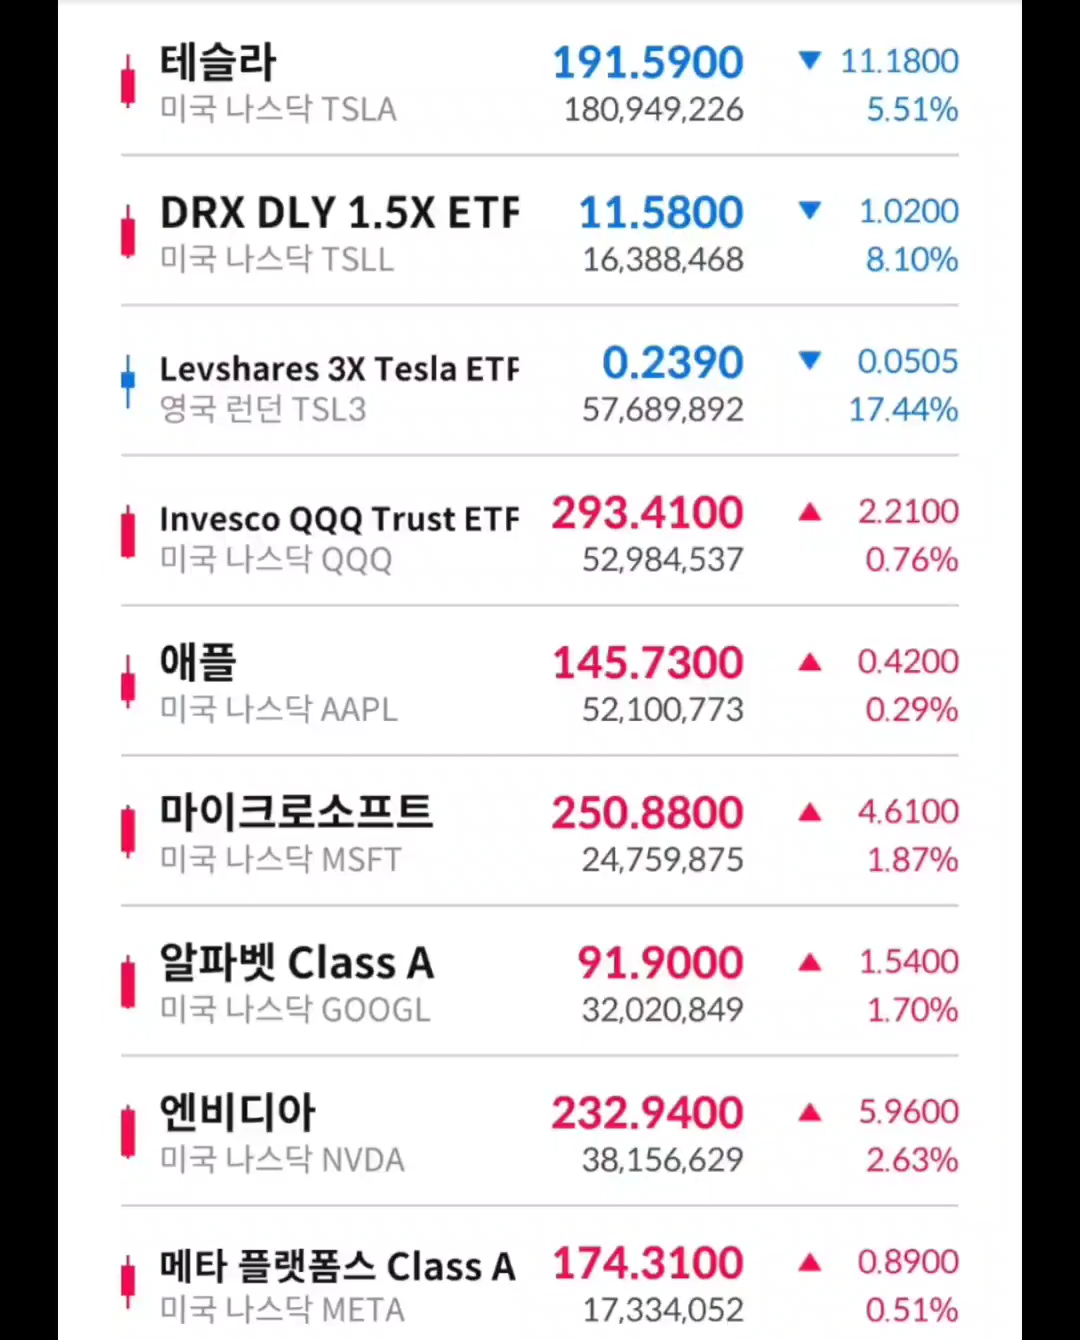 테슬라 191.5900 ▼ 11.1800
미국 나스닥 TSLA 180,949,226 5.51%
DRX DLY 1.5X ETF 11.5800 ▼ 1.0200
미국 나스닥 TSLL 16,388,468 8.10%
Levshares 3X Tesla ETF 0.2390 ▼ 0.0505
영국 런던 TSL3 57,689,892 17.44%
Invesco QQQ Trust ETF 293.4100 ▲ 2.2100
미국 나스닥 QQQ 52,984,537 0.76%
애플 145.7300 ▲ 0.4200
미국 나스닥 AAPL 52,100,773 0.29%
마이크로소프트 250.8800 ▲ 4.6100
미국 나스닥 MSFT 24,759,875 1.87%
알파벳 Class A 91.9000 ▲ 1.5400
미국 나스닥 GOOGL 32,020,849 1.70%
엔비디아 232.9400 ▲ 5.9600
미국 나스닥 NVDA 38,156,629 2.63%
메타 플랫폼스 Class A 174.3100 ▲ 0.8900
미국 나스닥 META 17,334,052 0.51%